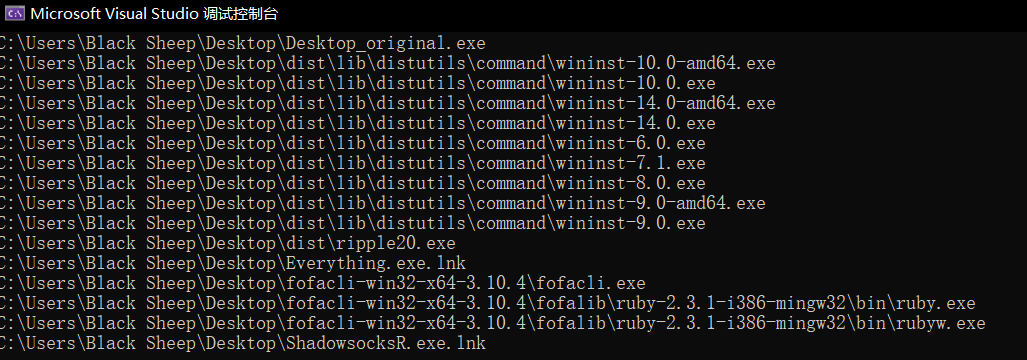 Microsoft Visual Studio 调试控制台
C:\Users\Black Sheep\Desktop\Desktop_original.exe
C:\Users\Black Sheep\Desktop\dist\lib\distutils\command\wininst-10.0-amd64.exe
C:\Users\Black Sheep\Desktop\dist\lib\distutils\command\wininst-10.0.exe
C:\Users\Black Sheep\Desktop\dist\lib\distutils\command\wininst-14.0-amd64.exe
C:\Users\Black Sheep\Desktop\dist\lib\distutils\command\wininst-14.0.exe
C:\Users\Black Sheep\Desktop\dist\lib\distutils\command\wininst-6.0.exe
C:\Users\Black Sheep\Desktop\dist\lib\distutils\command\wininst-7.1.exe
C:\Users\Black Sheep\Desktop\dist\lib\distutils\command\wininst-8.0.exe
C:\Users\Black Sheep\Desktop\dist\lib\distutils\command\wininst-9.0-amd64.exe
C:\Users\Black Sheep\Desktop\dist\lib\distutils\command\wininst-9.0.exe
C:\Users\Black Sheep\Desktop\dist\ripple20.exe
C:\Users\Black Sheep\Desktop\Everything.exe.lnk
C:\Users\Black Sheep\Desktop\fofacli-win32-x64-3.10.4\fofacli.exe
C:\Users\Black Sheep\Desktop\fofacli-win32-x64-3.10.4\fofalib\ruby-2.3.1-i386-mingw32\bin\ruby.exe
C:\Users\Black Sheep\Desktop\fofacli-win32-x64-3.10.4\fofalib\ruby-2.3.1-i386-mingw32\bin\rubyw.exe
C:\Users\Black Sheep\Desktop\ShadowsocksR.exe.lnk